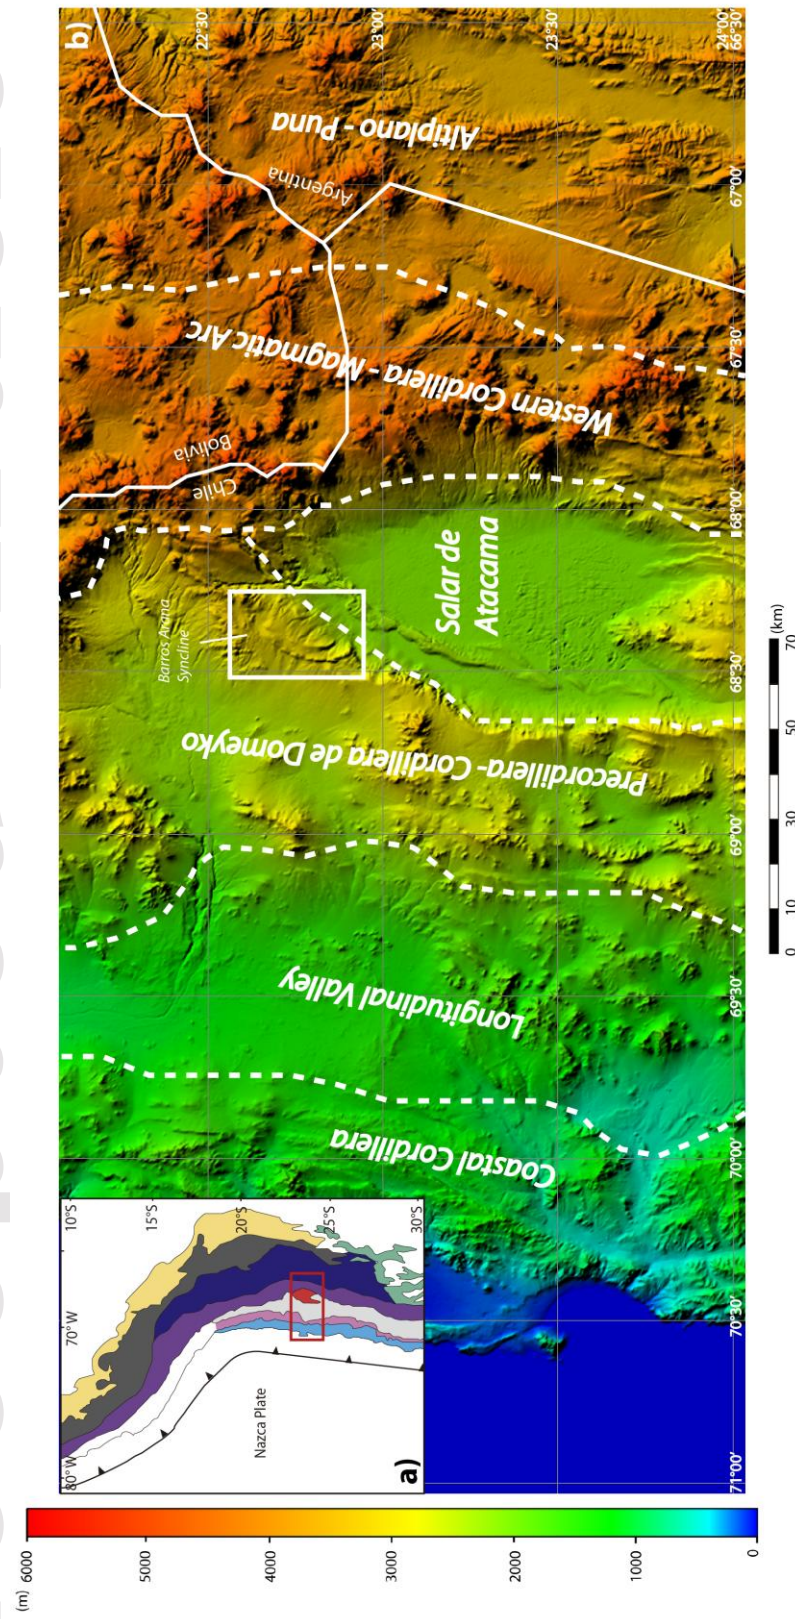 b)
22°30'
23°00'
23°30'
24°00'
66°30'
67°00'
67°30'
68°00'
68°30'
69°00'
69°30'
70°00'
70°30'
71°00'
Altiplano - Puna
Argentina
Western Cordillera - Magmatic Arc
Bolivia
Chile
Salar de
Atacama
Barros Arana
Syncline
Precordillera- Cordillera de Domeyko
Longitudinal Valley
Coastal Cordillera
a)
Nazca Plate
80°W
70°W
10°S
15°S
20°S
25°S
30°S
0
10
30
50
70
(km)
(m)
6000
5000
4000
3000
2000
1000
0